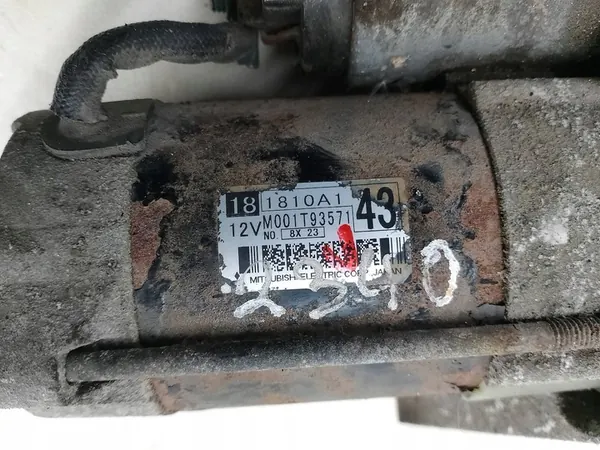 18 1810A1 43
12V M001T93571
NO. 8X 23
MITSUBISHI ELECTRIC CORP. JAPAN